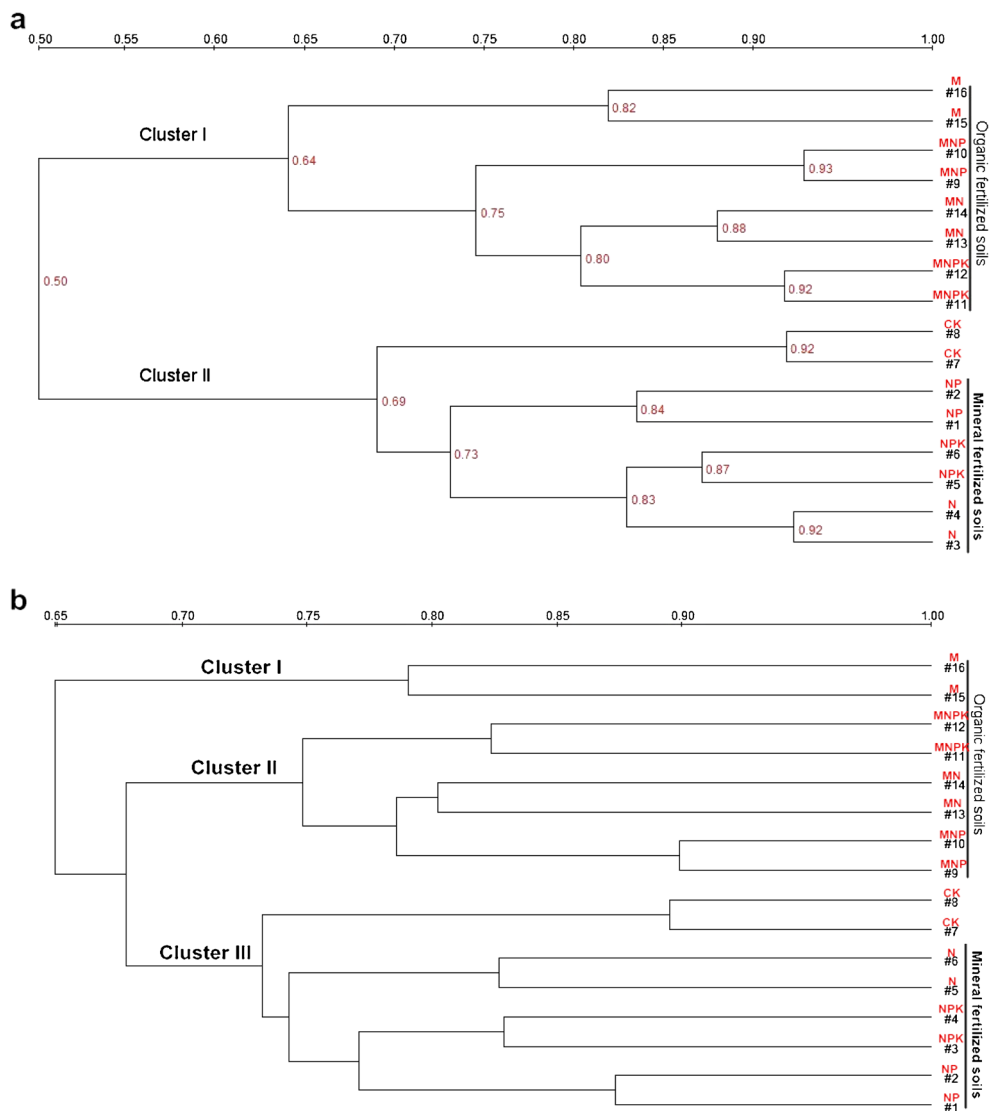 a
0.50 0.55 0.60 0.65 0.70 0.75 0.80 0.85 0.90 1.00
M
#16
0.82
M
#15
Cluster I
0.64
MNP
#10
0.93
MNP
#9
0.75
MN
#14
0.88
MN
#13
0.80
MNPK
#12
0.92
MNPK
#11
Organic fertilized soils
0.50
CK
#8
0.92
CK
#7
Cluster II
0.69
NP
#2
0.84
NP
#1
0.73
NPK
#6
0.87
NPK
#5
0.83
N
#4
0.92
N
#3
Mineral fertilized soils
b
0.65 0.70 0.75 0.80 0.85 0.90 1.00
Cluster I
M
#16
M
#15
MNPK
#12
MNPK
#11
Cluster II
MN
#14
MN
#13
MNP
#10
MNP
#9
Organic fertilized soils
CK
#8
CK
#7
Cluster III
N
#6
N
#5
NPK
#4
NPK
#3
NP
#2
NP
#1
Mineral fertilized soils